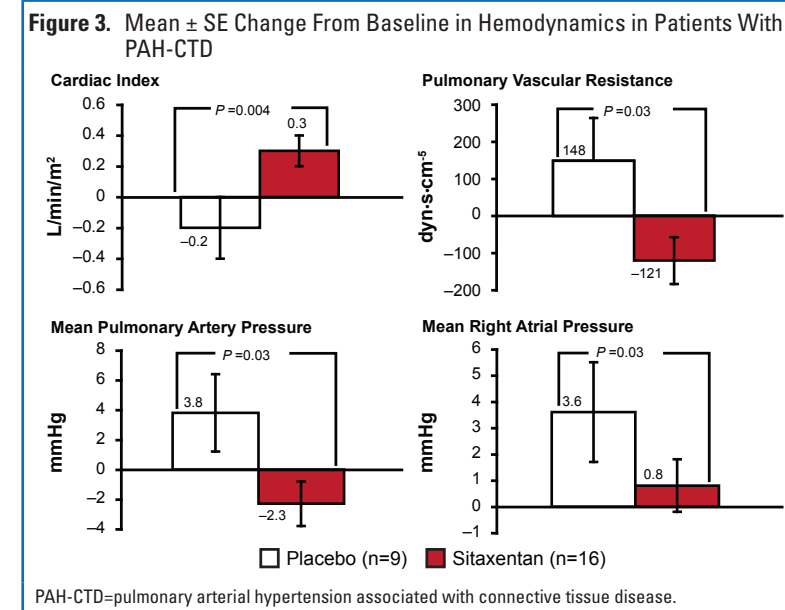 Figure 3. Mean ± SE Change From Baseline in Hemodynamics in Patients With
PAH-CTD
Cardiac Index
L/min/m²
0.6
0.4
0.2
0
–0.2
–0.4
–0.6
P =0.004
0.3
–0.2
Pulmonary Vascular Resistance
dyn·s·cm⁻⁵
300
200
100
0
–100
–200
P =0.03
148
–121
Mean Pulmonary Artery Pressure
mmHg
8
6
4
2
0
–2
–4
P =0.03
3.8
–2.3
Mean Right Atrial Pressure
mmHg
6
5
4
3
2
1
0
–1
P =0.03
3.6
0.8
Placebo (n=9) Sitaxentan (n=16)
PAH-CTD=pulmonary arterial hypertension associated with connective tissue disease.